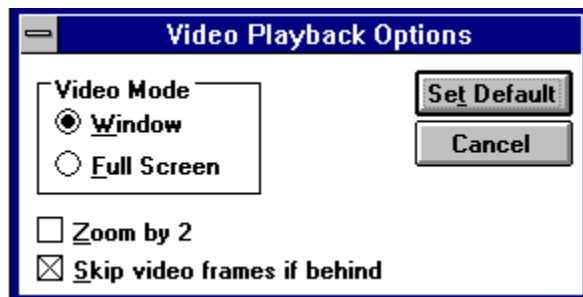 Video Playback Options
Video Mode
Window
Full Screen
Set Default
Cancel
Zoom by 2
Skip video frames if behind